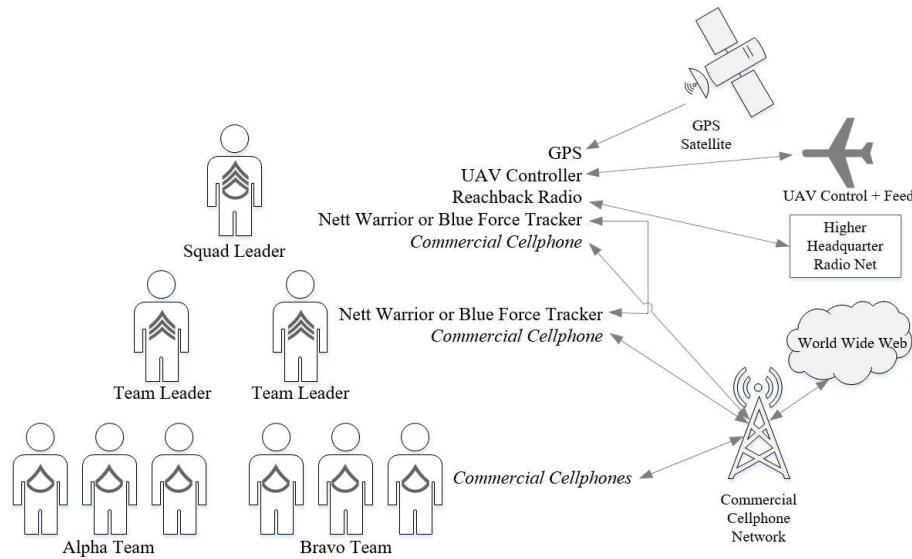 GPS
Satellite
GPS
UAV Controller
UAV Control + Feed
Reachback Radio
Nett Warrior or Blue Force Tracker
Commercial Cellphone
Higher
Headquarter
Radio Net
Squad Leader
Nett Warrior or Blue Force Tracker
Commercial Cellphone
World Wide Web
Team Leader
Team Leader
Commercial Cellphones
Commercial
Cellphone
Network
Alpha Team
Bravo Team